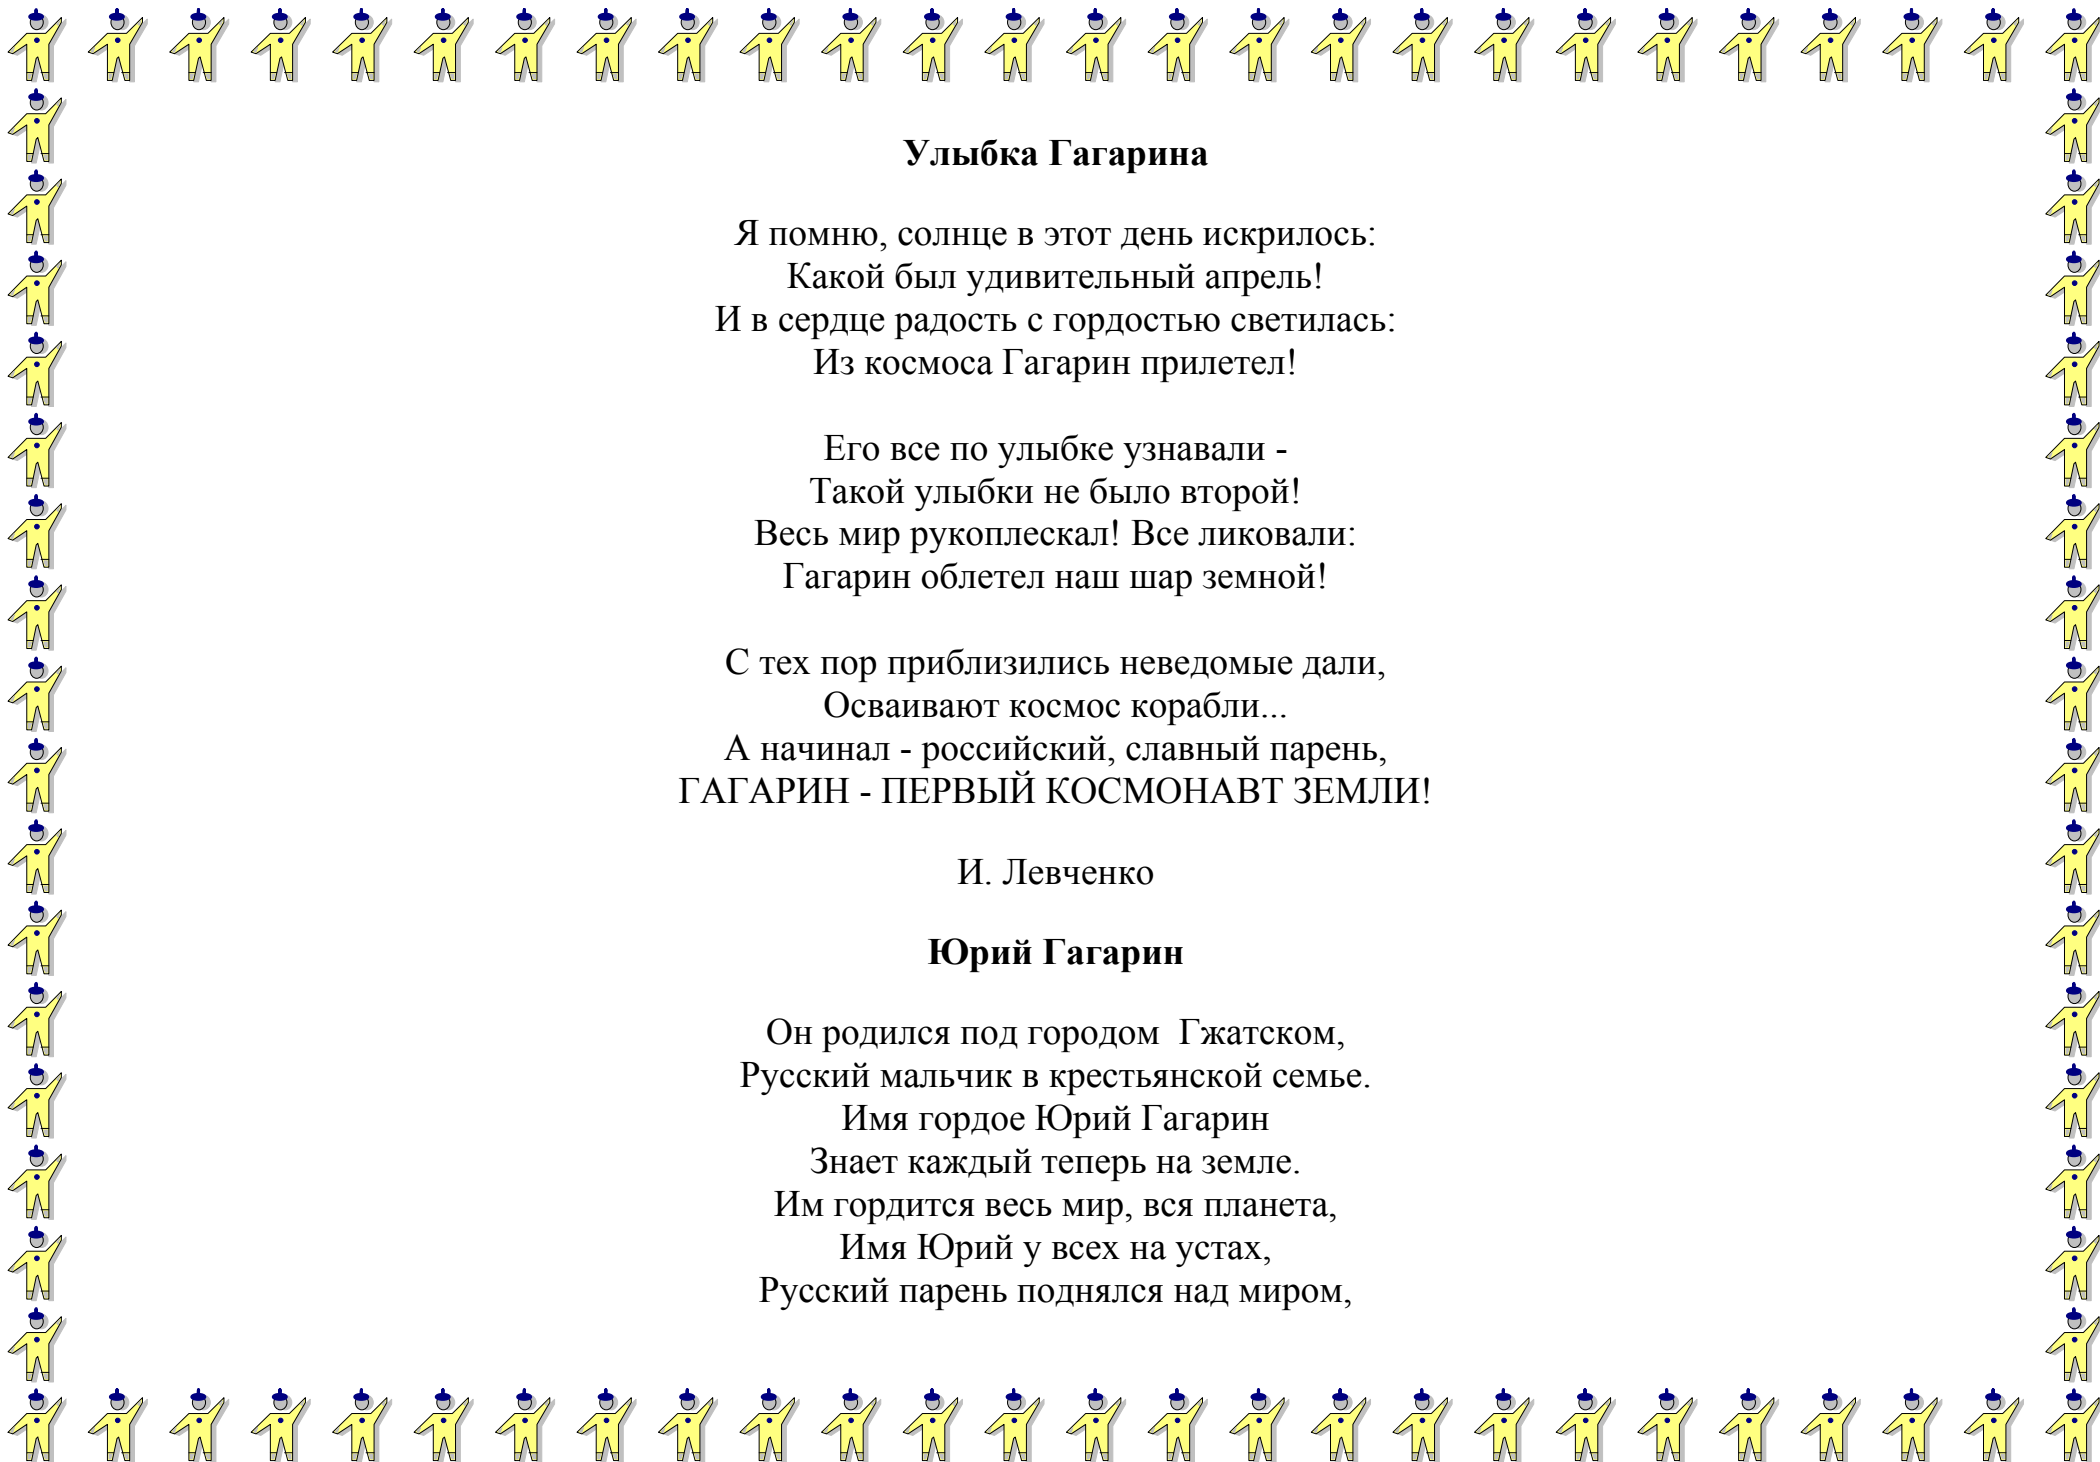 Улыбка Гагарина
Я помню, солнце в этот день искрилось:
Какой был удивительный апрель!
И в сердце радость с гордостью светилась:
Из космоса Гагарин прилетел!
Его все по улыбке узнавали -
Такой улыбки не было второй!
Весь мир рукоплескал! Все ликовали:
Гагарин облетел наш шар земной!
С тех пор приблизились неведомые дали,
Осваивают космос корабли...
А начинал - российский, славный парень,
ГАГАРИН - ПЕРВЫЙ КОСМОНАВТ ЗЕМЛИ!
И. Левченко
Юрий Гагарин
Он родился под городом  Гжатском,
Русский мальчик в крестьянской семье.
Имя гордое Юрий Гагарин
Знает каждый теперь на земле.
Им гордится весь мир, вся планета,
Имя Юрий у всех на устах,
Русский парень поднялся над миром,